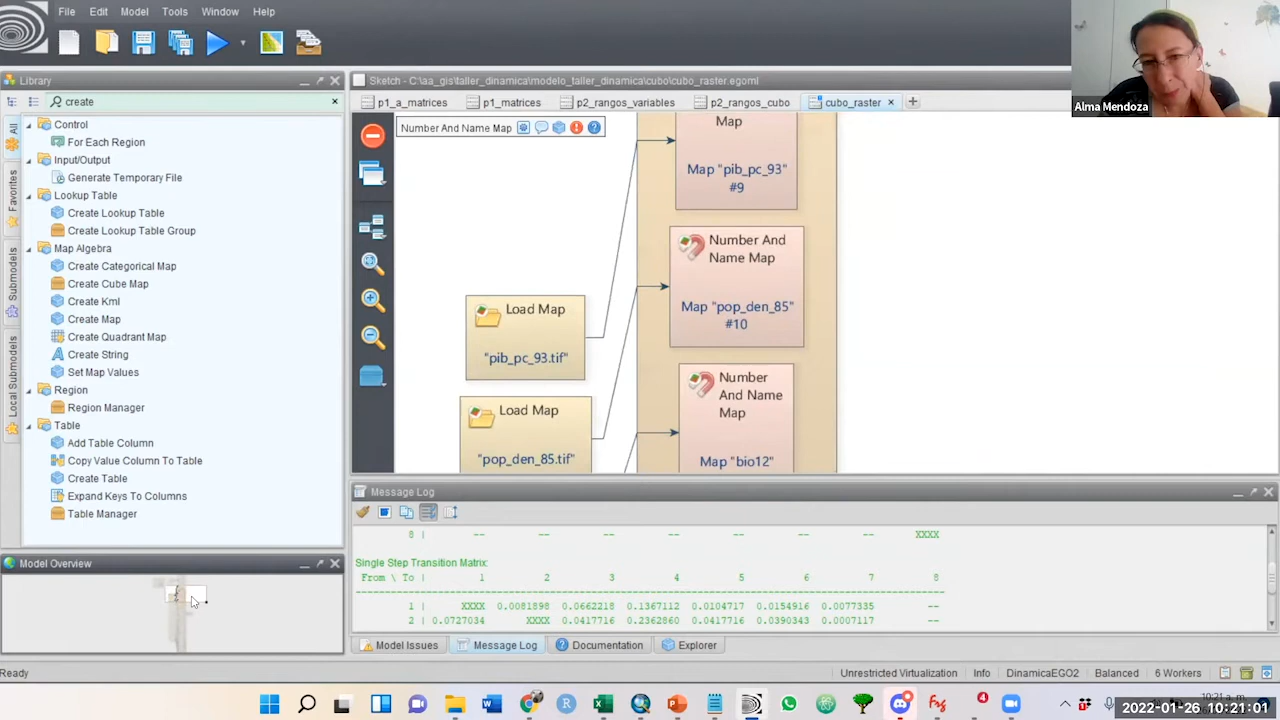 File Edit Model Tools Window Help
Library
create
Control
For Each Region
Input/Output
Generate Temporary File
Lookup Table
Create Lookup Table
Create Lookup Table Group
Map Algebra
Create Categorical Map
Create Cube Map
Create Kml
Create Map
Create Quadrant Map
Create String
Set Map Values
Region
Region Manager
Table
Add Table Column
Copy Value Column To Table
Create Table
Expand Keys To Columns
Table Manager
All
Favorites
Submodels
Local Submodels
Model Overview
Sketch - C:\aa_gis\taller_dinamica\modelo_taller_dinamica\cubo\cubo_raster.egoml
p1_a_matrices p1_matrices p2_rangos_variables p2_rangos_cubo cubo_raster
Number And Name Map
Map
Map "pib_pc_93"
#9
Number And
Name Map
Map "pop_den_85"
#10
Load Map
"pib_pc_93.tif"
Number
And Name
Map
Map "bio12"
Load Map
"pop_den_85.tif"
Alma Mendoza
Message Log
8 | -- -- -- -- -- -- -- XXXX
Single Step Transition Matrix:
From \ To | 1 2 3 4 5 6 7 8
1 | XXXX 0.0081898 0.0662218 0.1367112 0.0104717 0.0154916 0.0077335 --
2 | 0.0727034 XXXX 0.0417716 0.2362860 0.0417716 0.0390343 0.0007117 --
Model Issues Message Log Documentation Explorer
Ready
Unrestricted Virtualization Info DinamicaEGO2 Balanced 6 Workers
4
2022-01-26 10:21:01